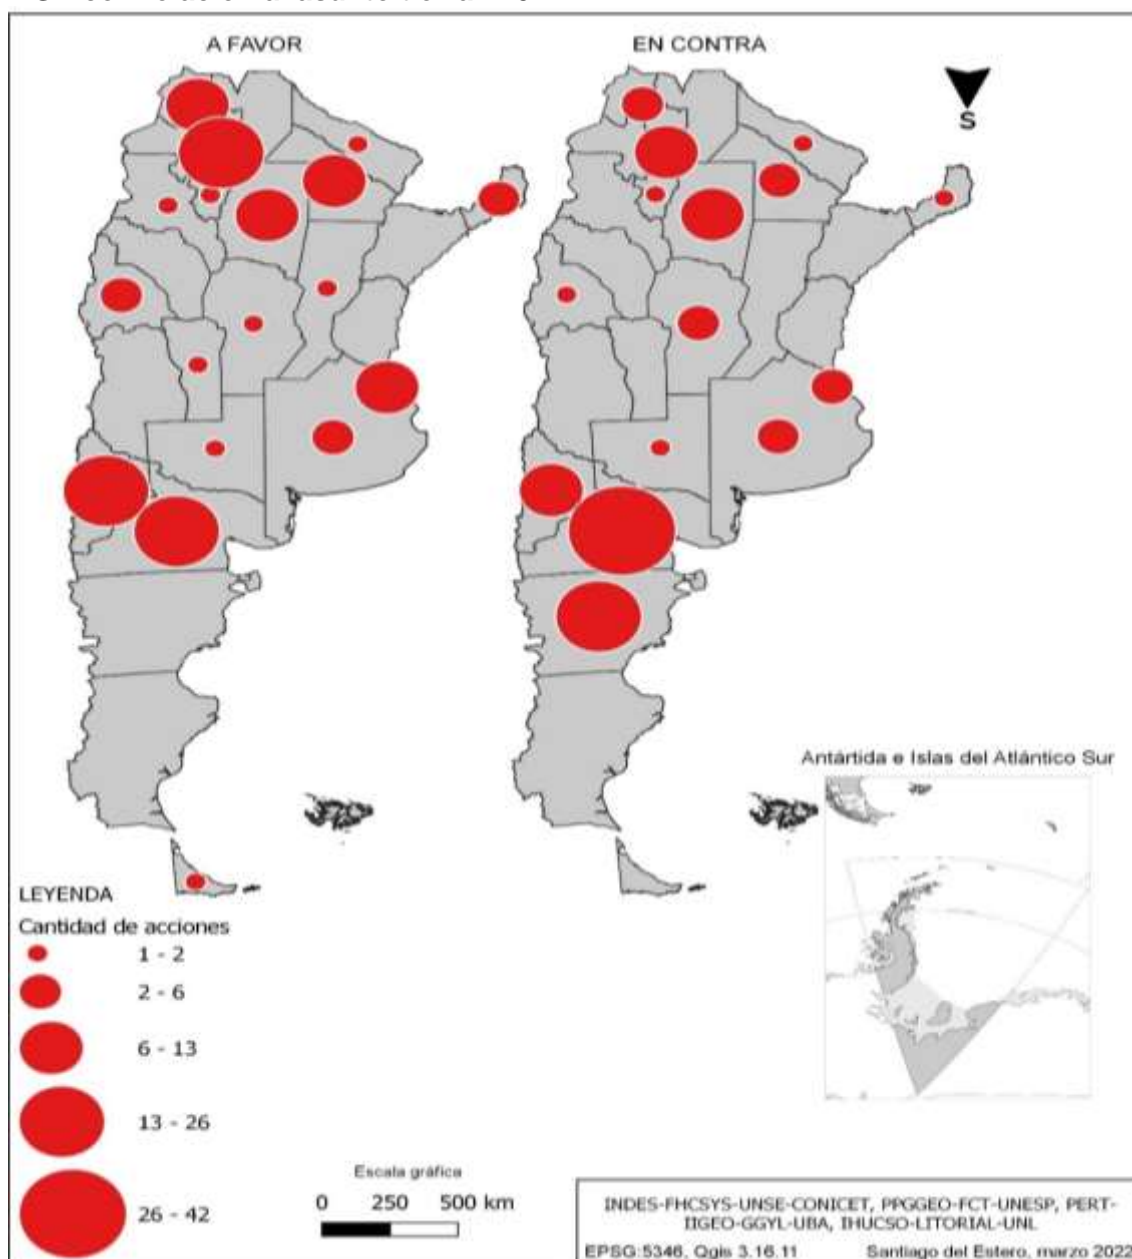 A FAVOR
EN CONTRA
S
Antártida e Islas del Atlántico Sur
LEYENDA
Cantidad de acciones
1 - 2
2 - 6
6 - 13
13 - 26
26 - 42
Escala gráfica
0 250 500 km
INDES-FHCSYS-UNSE-CONICET, PPGGEO-FCT-UNESP, PERT-
IIGEO-GGYL-UBA, IHUCSO-LITORIAL-UNL
EPSG:5346, Qgis 3.16.11 Santiago del Estero, marzo 2022